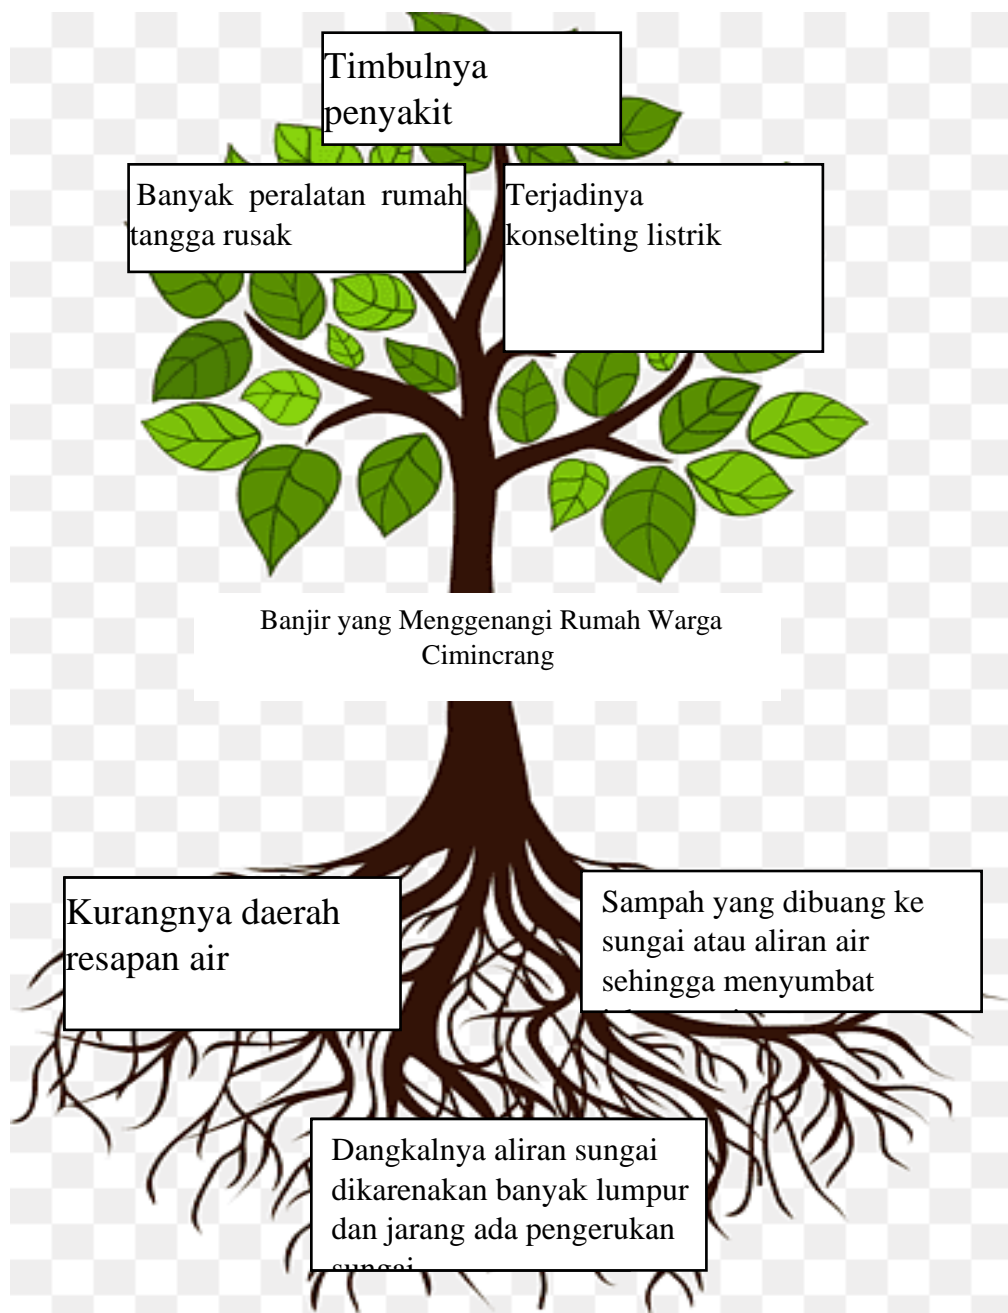 Timbulnya
penyakit
Banyak peralatan rumah
tangga rusak
Terjadinya
konselting listrik
Banjir yang Menggenangi Rumah Warga
Cimincrang
Kurangnya daerah
resapan air
Sampah yang dibuang ke
sungai atau aliran air
sehingga menyumbat
Dangkalnya aliran sungai
dikarenakan banyak lumpur
dan jarang ada pengerukan
sungai